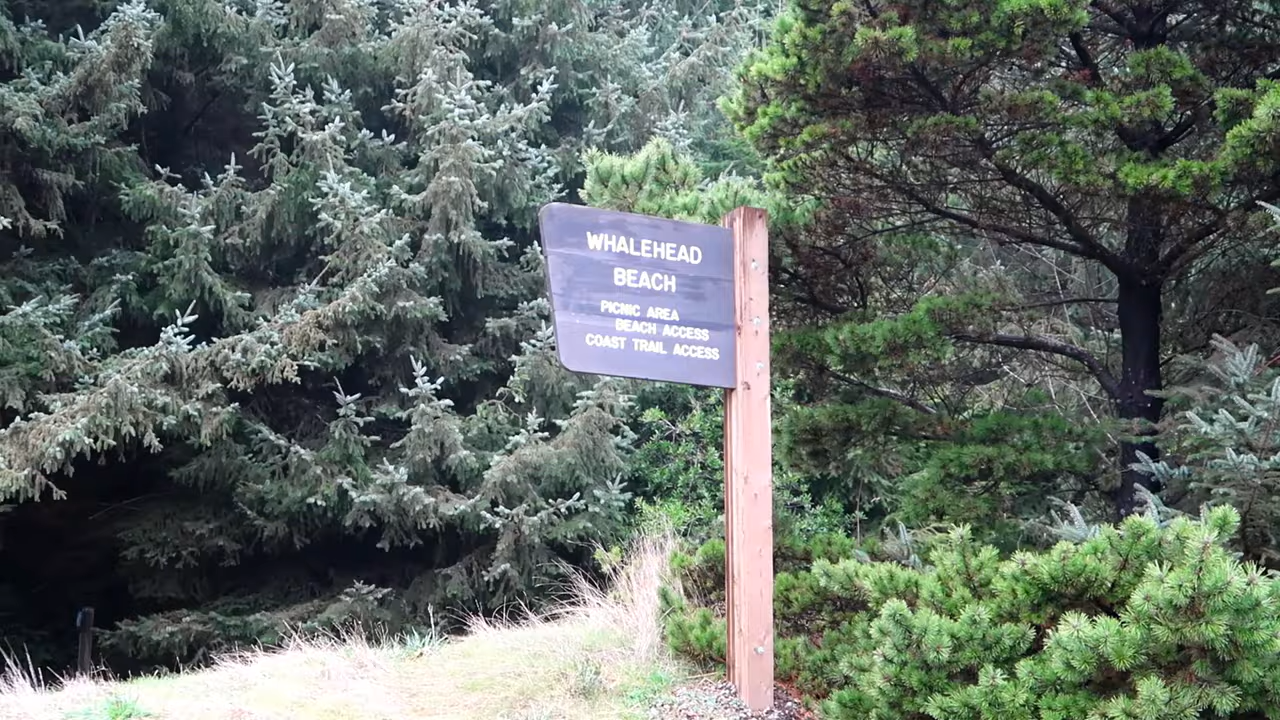 WHALEHEAD
BEACH
PICNIC AREA
BEACH ACCESS
COAST TRAIL ACCESS